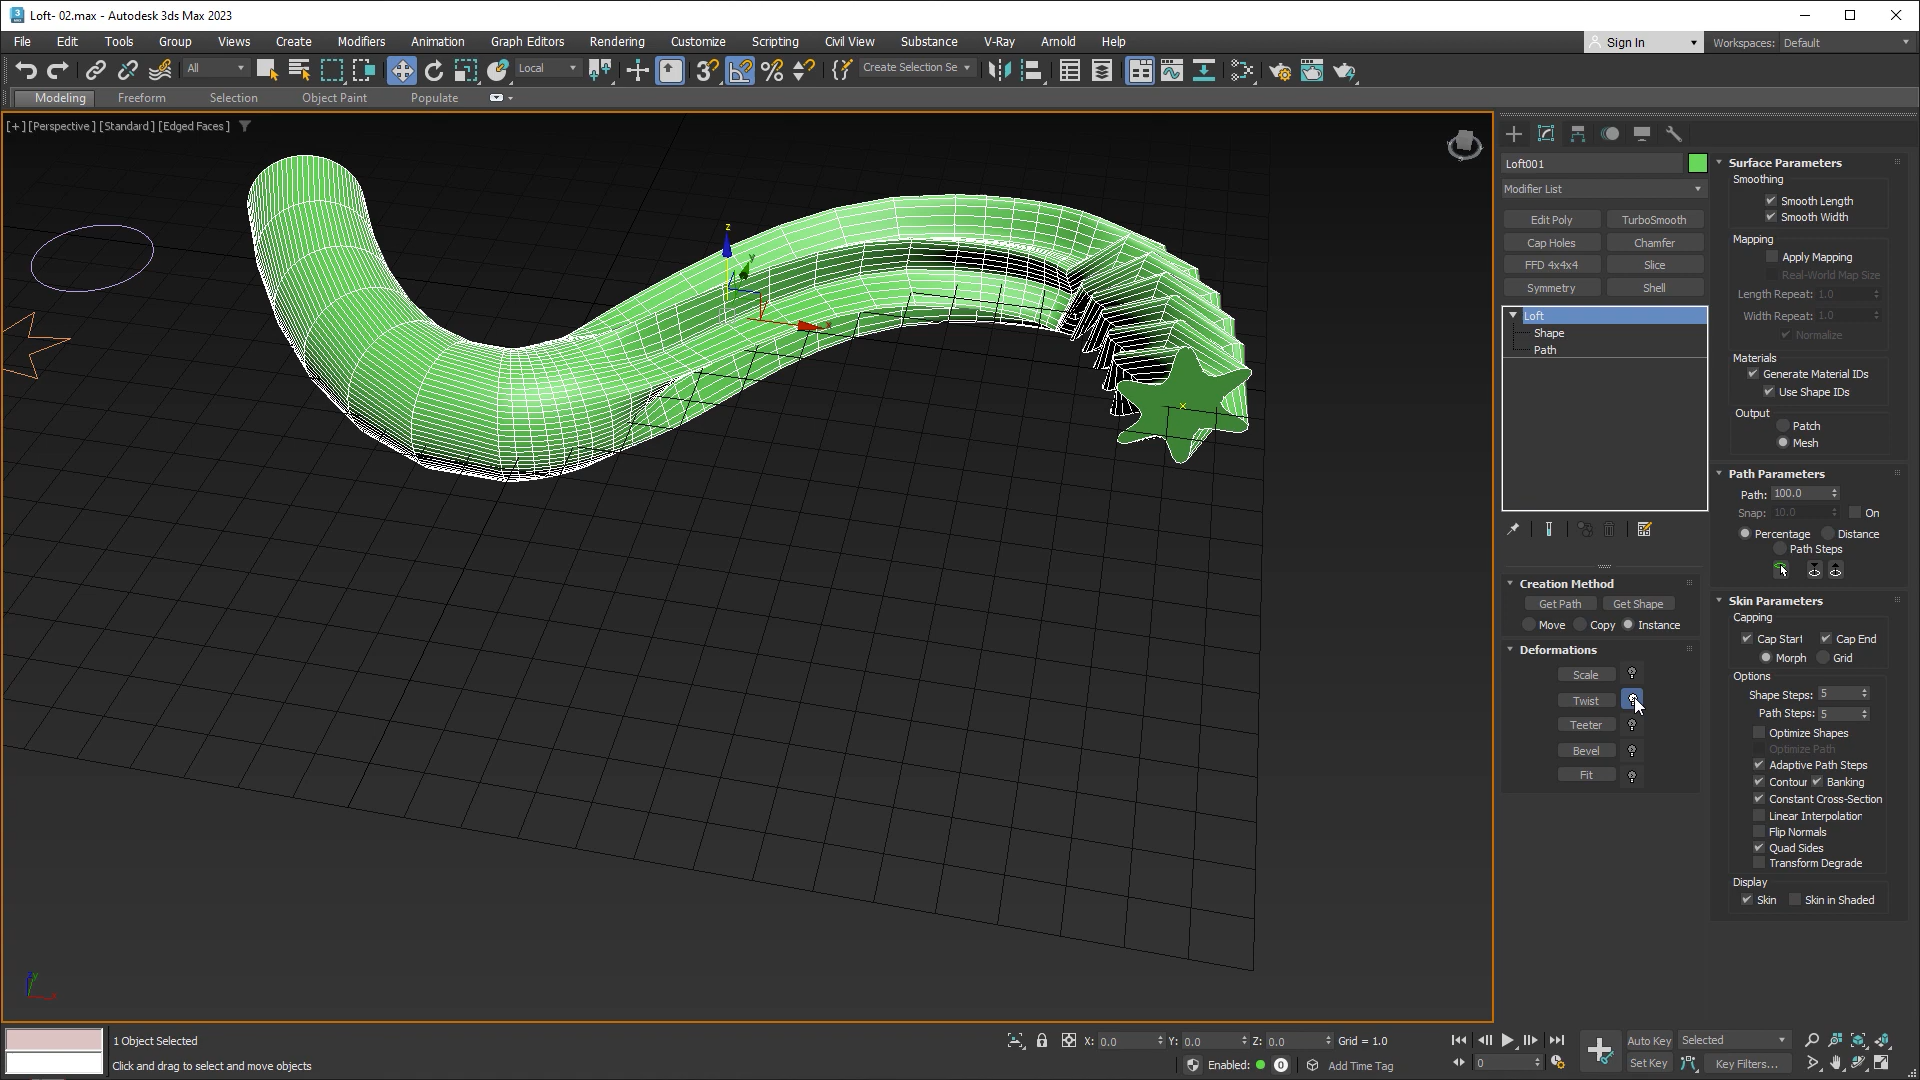 Loft- 02.max - Autodesk 3ds Max 2023
File Edit Tools Group Views Create Modifiers Animation Graph Editors Rendering Customize Scripting Civil View Substance V-Ray Arnold Help
Sign In Workspaces: Default
All Local Create Selection Se
Modeling Freeform Selection Object Paint Populate
[+] [Perspective] [Standard] [Edged Faces]
z
y
x
Loft001
Modifier List
Edit Poly TurboSmooth
Cap Holes Chamfer
FFD 4x4x4 Slice
Symmetry Shell
Loft
Shape
Path
Creation Method
Get Path Get Shape
Move Copy Instance
Deformations
Scale
Twist
Teeter
Bevel
Fit
Surface Parameters
Smoothing
Smooth Length
Smooth Width
Mapping
Apply Mapping
Real-World Map Size
Length Repeat: 1.0
Width Repeat: 1.0
Normalize
Materials
Generate Material IDs
Use Shape IDs
Output
Patch
Mesh
Path Parameters
Path: 100.0
Snap: 10.0 On
Percentage Distance
Path Steps
Skin Parameters
Capping
Cap Start Cap End
Morph Grid
Options
Shape Steps: 5
Path Steps: 5
Optimize Shapes
Optimize Path
Adaptive Path Steps
Contour Banking
Constant Cross-Section
Linear Interpolation
Flip Normals
Quad Sides
Transform Degrade
Display
Skin Skin in Shaded
1 Object Selected
Click and drag to select and move objects
X: 0.0 Y: 0.0 Z: 0.0 Grid = 1.0
Enabled: 0 Add Time Tag
0
Auto Key Selected
Set Key Key Filters...